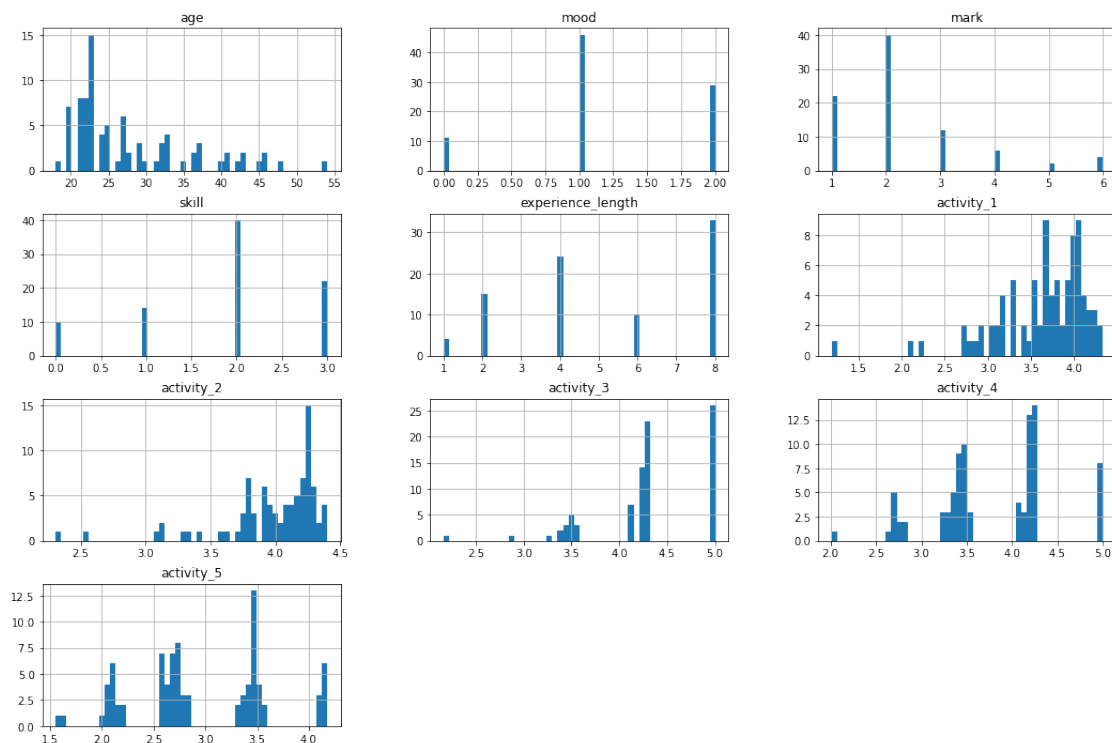 age
15
10
5
0
20 25 30 35 40 45 50 55
mood
40
30
20
10
0
0.00 0.25 0.50 0.75 1.00 1.25 1.50 1.75 2.00
mark
40
30
20
10
0
1 2 3 4 5 6
skill
40
30
20
10
0
0.0 0.5 1.0 1.5 2.0 2.5 3.0
experience_length
30
20
10
0
1 2 3 4 5 6 7 8
activity_1
8
6
4
2
0
1.5 2.0 2.5 3.0 3.5 4.0
activity_2
15
10
5
0
2.5 3.0 3.5 4.0 4.5
activity_3
25
20
15
10
5
0
2.5 3.0 3.5 4.0 4.5 5.0
activity_4
12.5
10.0
7.5
5.0
2.5
0.0
2.0 2.5 3.0 3.5 4.0 4.5 5.0
activity_5
12.5
10.0
7.5
5.0
2.5
0.0
1.5 2.0 2.5 3.0 3.5 4.0